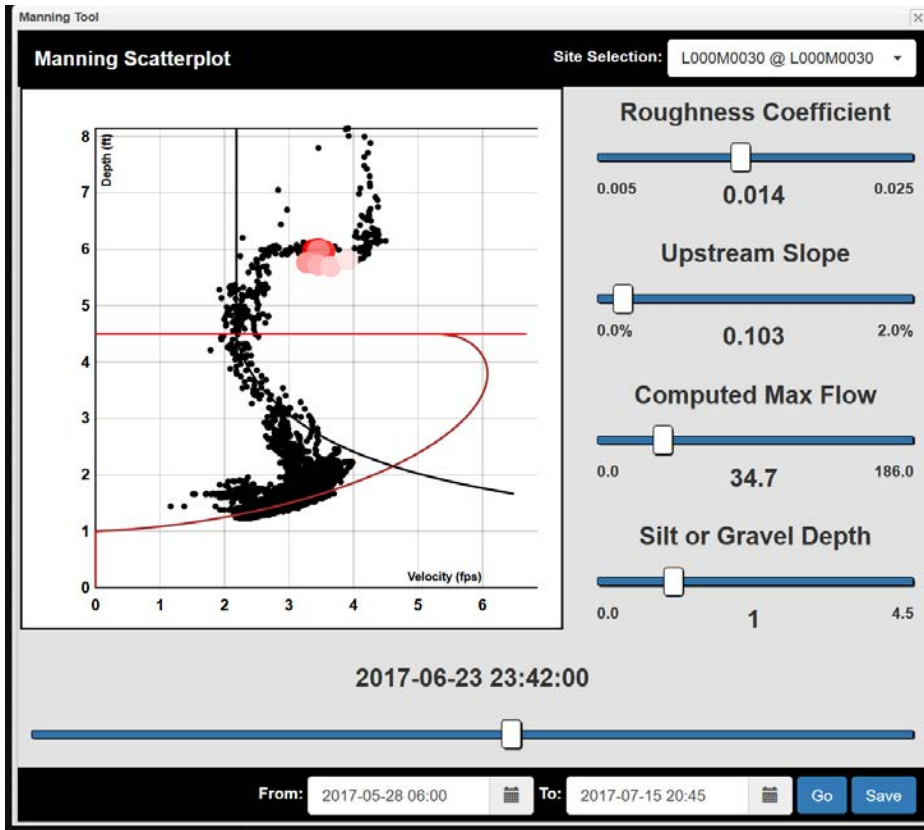 Manning Tool
Manning Scatterplot
Site Selection: L000M0030 @ L000M0030
Depth (ft)
8
7
6
5
4
3
2
1
0
Velocity (fps)
0 1 2 3 4 5 6
Roughness Coefficient
0.005 0.014 0.025
Upstream Slope
0.0% 0.103 2.0%
Computed Max Flow
0.0 34.7 186.0
Silt or Gravel Depth
0.0 1 4.5
2017-06-23 23:42:00
From: 2017-05-28 06:00 To: 2017-07-15 20:45 Go Save